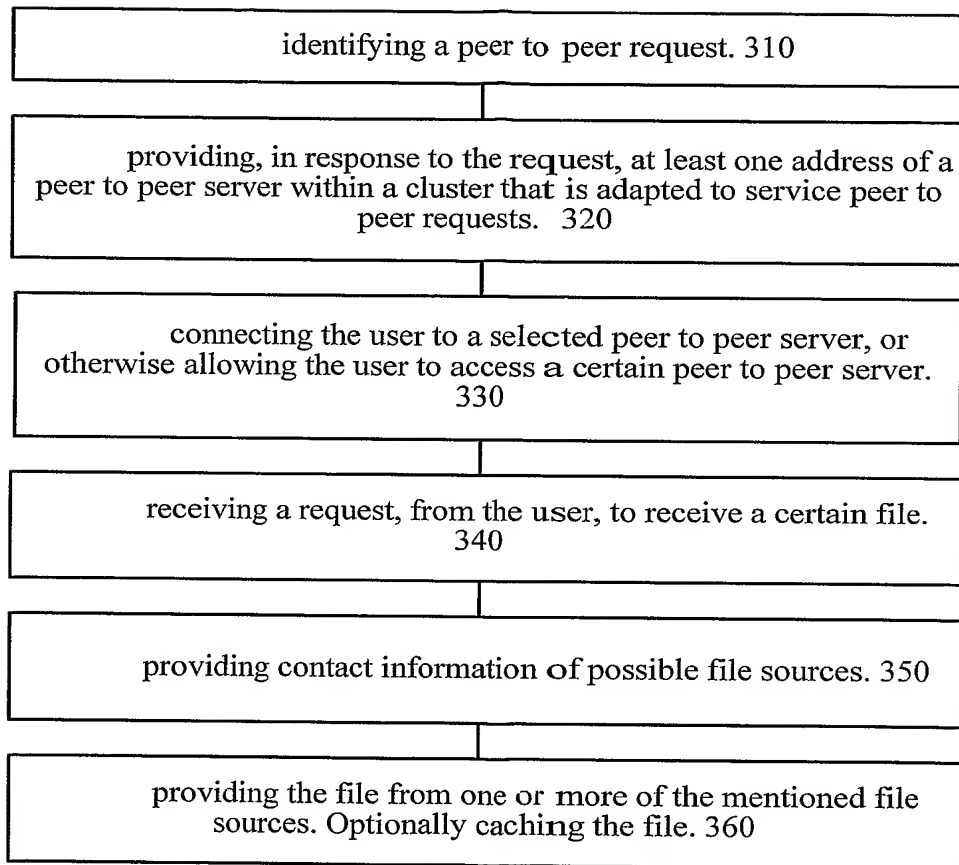 identifying a peer to peer request. 310
providing, in response to the request, at least one address of a
peer to peer server within a cluster that is adapted to service peer to
peer requests. 320
connecting the user to a selected peer to peer server, or
otherwise allowing the user to access a certain peer to peer server.
330
receiving a request, from the user, to receive a certain file.
340
providing contact information of possible file sources. 350
providing the file from one or more of the mentioned file
sources. Optionally caching the file. 360